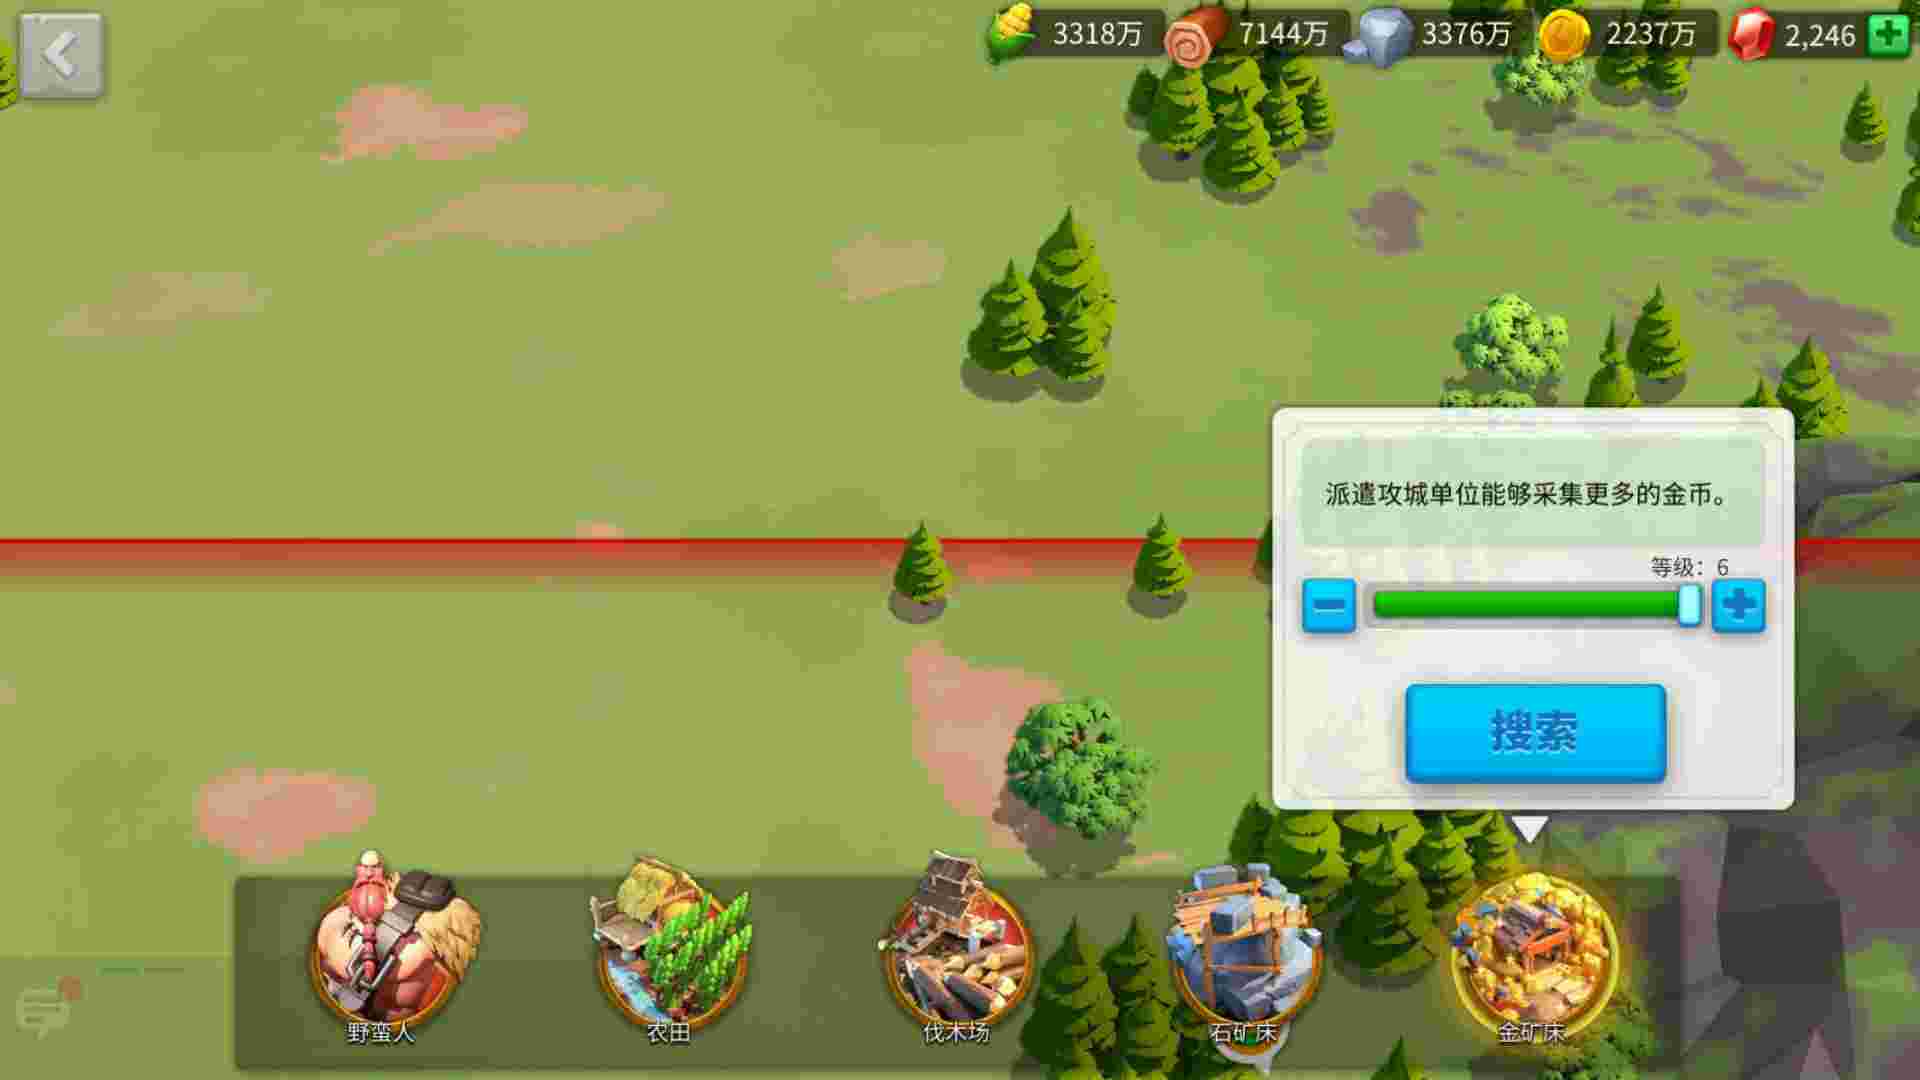 3318万 7144万 3376万 2237万 2,246
派遣攻城单位能够采集更多的金币。
等级：6
搜索
野蛮人 农田 伐木场 石矿床 金矿床